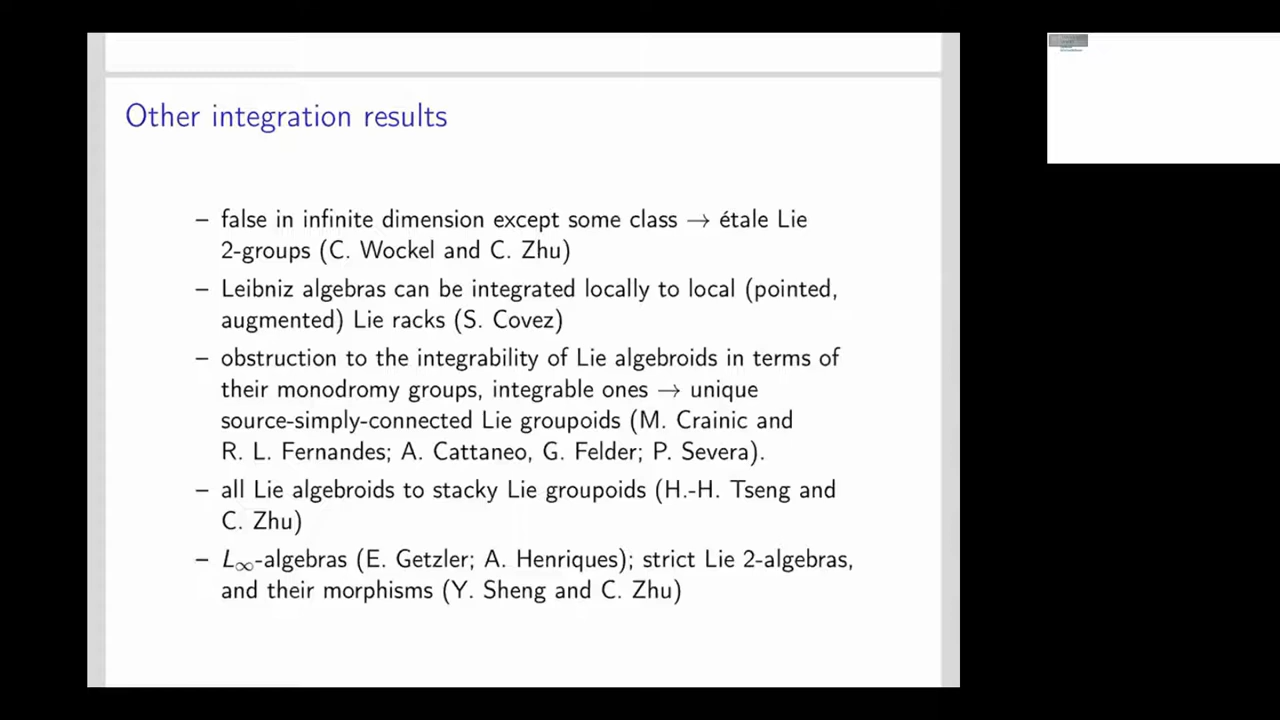 Other integration results
– false in infinite dimension except some class → étale Lie
2-groups (C. Wockel and C. Zhu)
– Leibniz algebras can be integrated locally to local (pointed,
augmented) Lie racks (S. Covez)
– obstruction to the integrability of Lie algebroids in terms of
their monodromy groups, integrable ones → unique
source-simply-connected Lie groupoids (M. Crainic and
R. L. Fernandes; A. Cattaneo, G. Felder; P. Severa).
– all Lie algebroids to stacky Lie groupoids (H.-H. Tseng and
C. Zhu)
– L∞-algebras (E. Getzler; A. Henriques); strict Lie 2-algebras,
and their morphisms (Y. Sheng and C. Zhu)